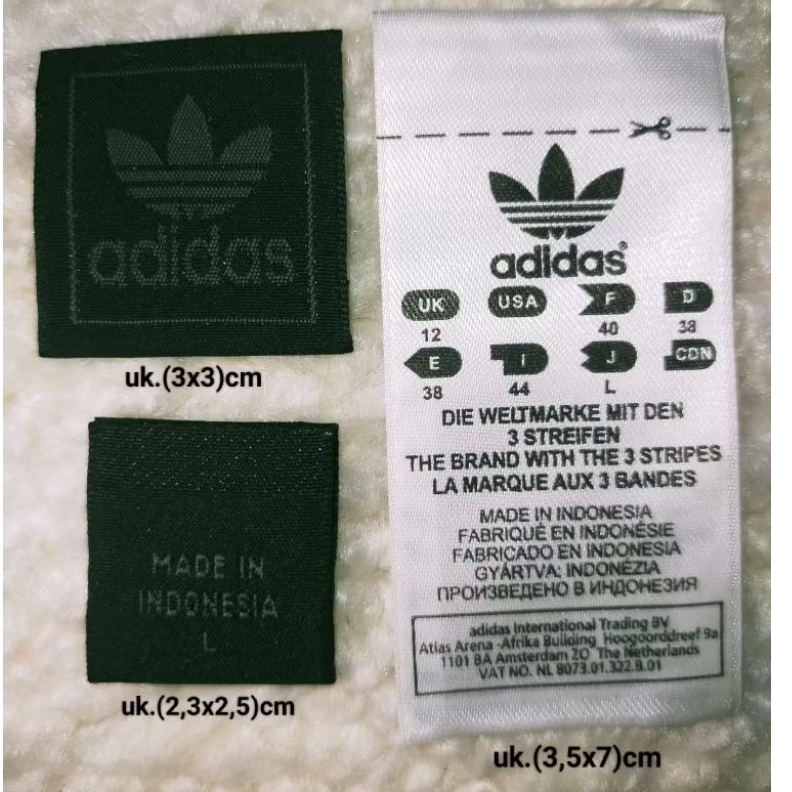 adidas
uk.(3x3)cm
MADE IN
INDONESIA
L
uk.(2,3x2,5)cm
adidas®
UK USA F D
12 40 38
E I J CDN
38 44 L
DIE WELTMARKE MIT DEN
3 STREIFEN
THE BRAND WITH THE 3 STRIPES
LA MARQUE AUX 3 BANDES
MADE IN INDONESIA
FABRIQUÉ EN INDONÉSIE
FABRICADO EN INDONESIA
GYÁRTVA: INDONÉZIA
ПРОИЗВЕДЕНО В ИНДОНЕЗИЯ
adidas International Trading BV
Atlas Arena -Afrika Building Hoogoorddreef 9a
1101 BA Amsterdam ZO The Netherlands
VAT NO. NL 8073.01.322.B.01
uk.(3,5x7)cm